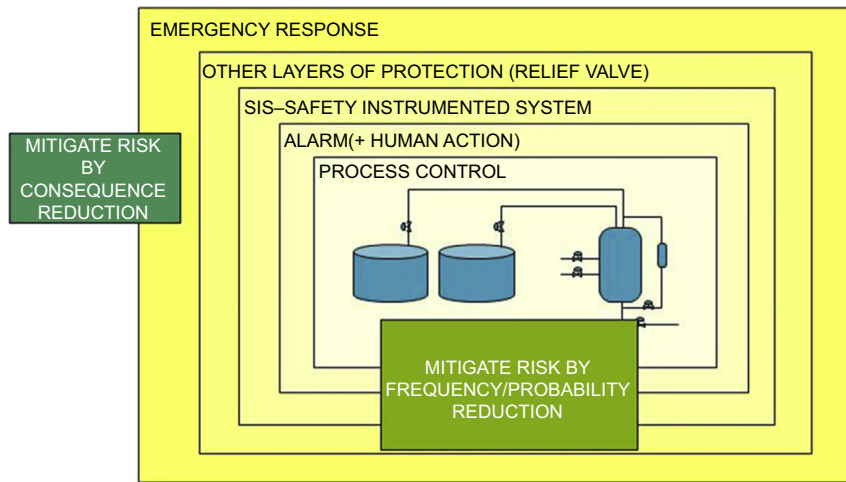 EMERGENCY RESPONSE
OTHER LAYERS OF PROTECTION (RELIEF VALVE)
SIS–SAFETY INSTRUMENTED SYSTEM
ALARM(+ HUMAN ACTION)
PROCESS CONTROL
MITIGATE RISK
BY
CONSEQUENCE
REDUCTION
MITIGATE RISK BY
FREQUENCY/PROBABILITY
REDUCTION